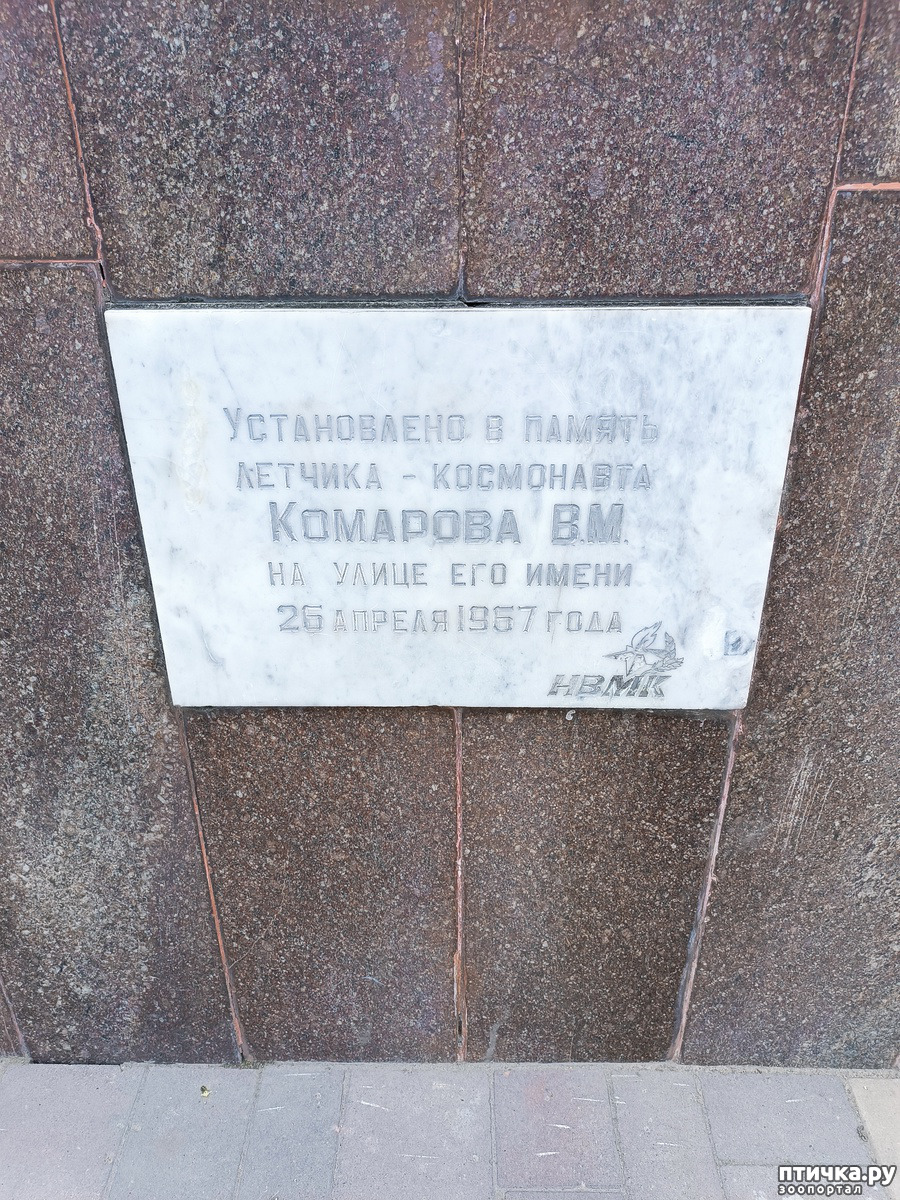 Установлено в память
летчика - космонавта
Комарова В.М.
на улице его имени
26 апреля 1967 года
НВМК
птичка.ру
зоопортал